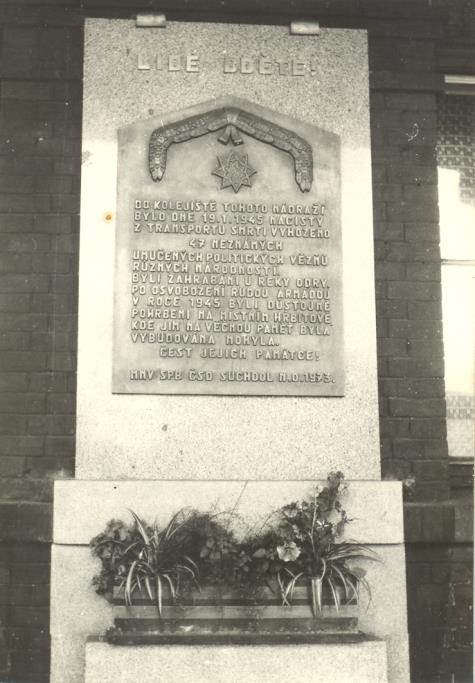 LIDÉ BDĚTE!
DO KOLEJIŠTĚ TOHOTO NÁDRAŽÍ
BYLO DNE 19.1.1945 NACISTY
Z TRANSPORTU SMRTI VYHOZENO
47 NEZNÁMÝCH
UMUČENÝCH POLITICKÝCH VĚZŇŮ
RŮZNÝCH NÁRODNOSTÍ.
BYLI ZAHRABÁNI U ŘEKY ODRY.
PO OSVOBOZENÍ RUDOU ARMÁDOU
V ROCE 1945 BYLI DŮSTOJNĚ
POHŘBENI NA MÍSTNÍM HŘBITOVĚ
KDE JIM NA VĚČNOU PAMĚŤ BYLA
VYBUDOVÁNA MOHYLA.
ČEST JEJICH PAMÁTCE!
MNV SPB ČSD SUCHDOL N.O.1973.